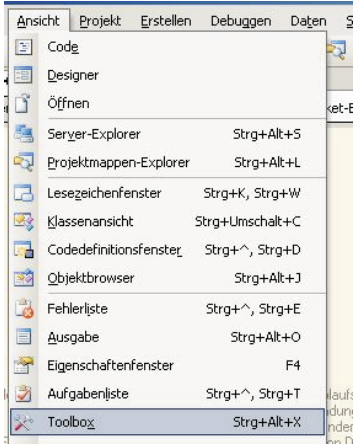 Ansicht Projekt Erstellen Debuggen Daten
Code
Designer
Öffnen
Server-Explorer Strg+Alt+S
Projektmappen-Explorer Strg+Alt+L
Lesezeichenfenster Strg+K, Strg+W
Klassenansicht Strg+Umschalt+C
Codedefinitionsfenster Strg+^, Strg+D
Objektbrowser Strg+Alt+J
Fehlerliste Strg+^, Strg+E
Ausgabe Strg+Alt+O
Eigenschaftenfenster F4
Aufgabenliste Strg+^, Strg+T
Toolbox Strg+Alt+X